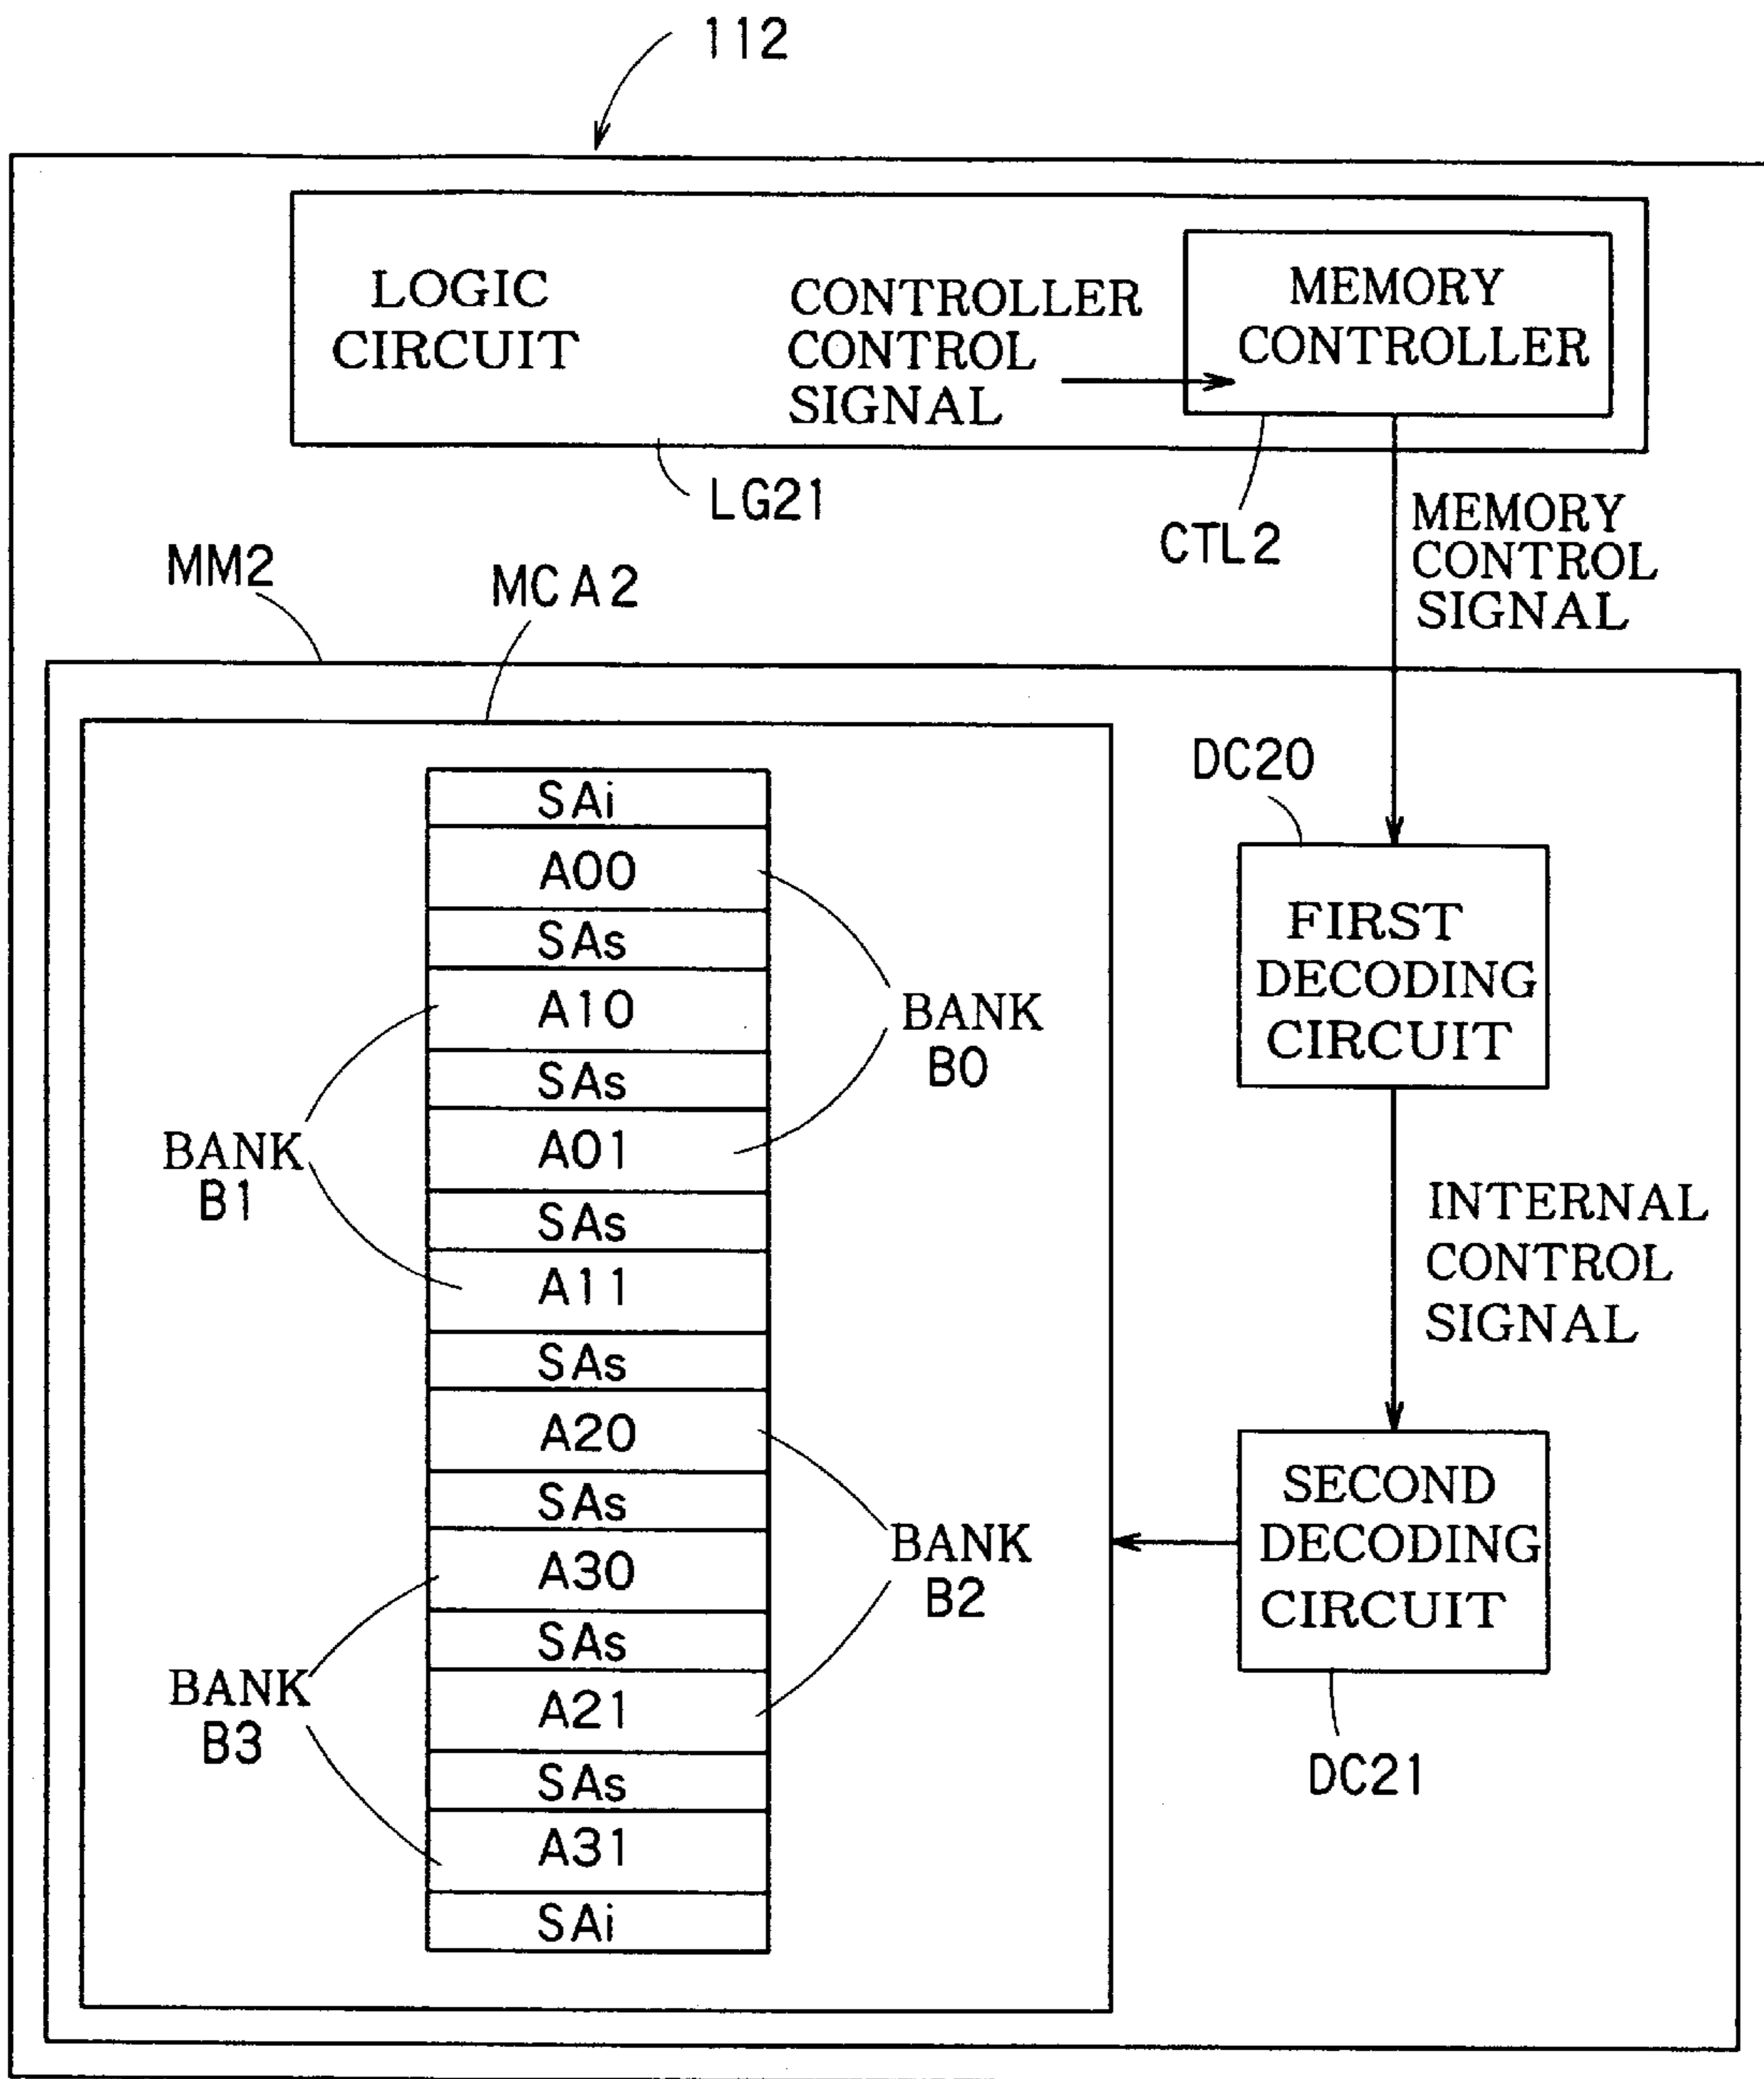 112
LOGIC
CIRCUIT
CONTROLLER
CONTROL
SIGNAL
MEMORY
CONTROLLER
LG21
CTL2
MEMORY
CONTROL
SIGNAL
MM2
MCA2
SAi
A00
SAs
A10
SAs
A01
SAs
A11
SAs
A20
SAs
A30
SAs
A21
SAs
A31
SAi
BANK
B0
BANK
B1
BANK
B2
BANK
B3
DC20
FIRST
DECODING
CIRCUIT
INTERNAL
CONTROL
SIGNAL
SECOND
DECODING
CIRCUIT
DC21